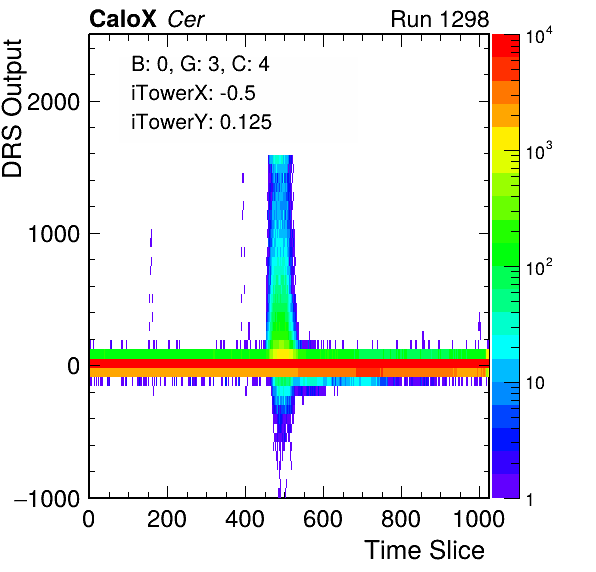 CaloX Cer Run 1298
B: 0, G: 3, C: 4
iTowerX: -0.5
iTowerY: 0.125
DRS Output
2000
1000
0
−1000
0 200 400 600 800 1000
Time Slice
10^4
10^3
10^2
10
1